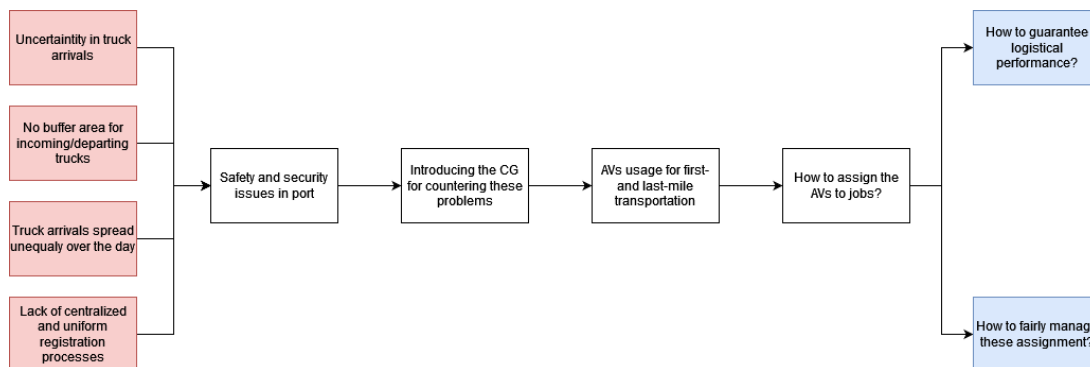 Uncertaintity in truck
arrivals
No buffer area for
incoming/departing
trucks
Truck arrivals spread
unequaly over the day
Lack of centralized
and uniform
registration
processes
Safety and security
issues in port
Introducing the CG
for countering these
problems
AVs usage for first-
and last-mile
transportation
How to assign the
AVs to jobs?
How to guarantee
logistical
performance?
How to fairly manag
these assignment?